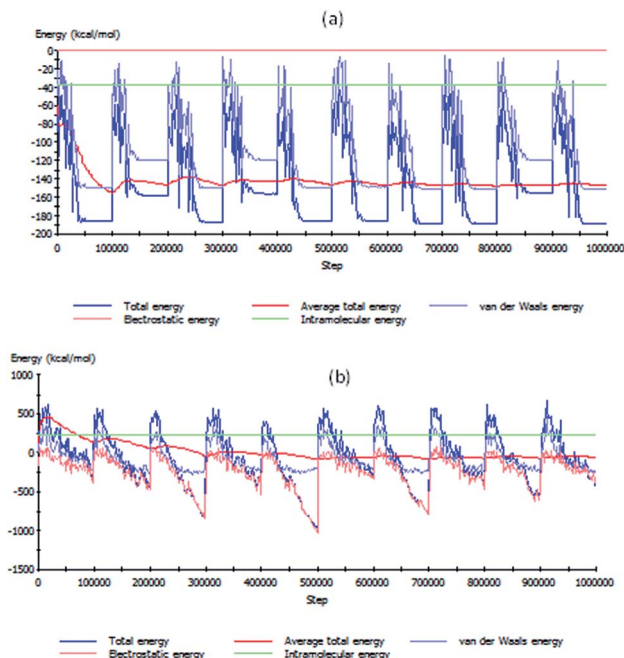 (a)
Energy (kcal/mol)
0
-20
-40
-60
-80
-100
-120
-140
-160
-180
-200
0 100000 200000 300000 400000 500000 600000 700000 800000 900000 1000000
Step
Total energy Average total energy van der Waals energy
Electrostatic energy Intramolecular energy
(b)
Energy (kcal/mol)
1000
500
0
-500
-1000
-1500
0 100000 200000 300000 400000 500000 600000 700000 800000 900000 1000000
Step
Total energy Average total energy van der Waals energy
Electrostatic energy Intramolecular energy